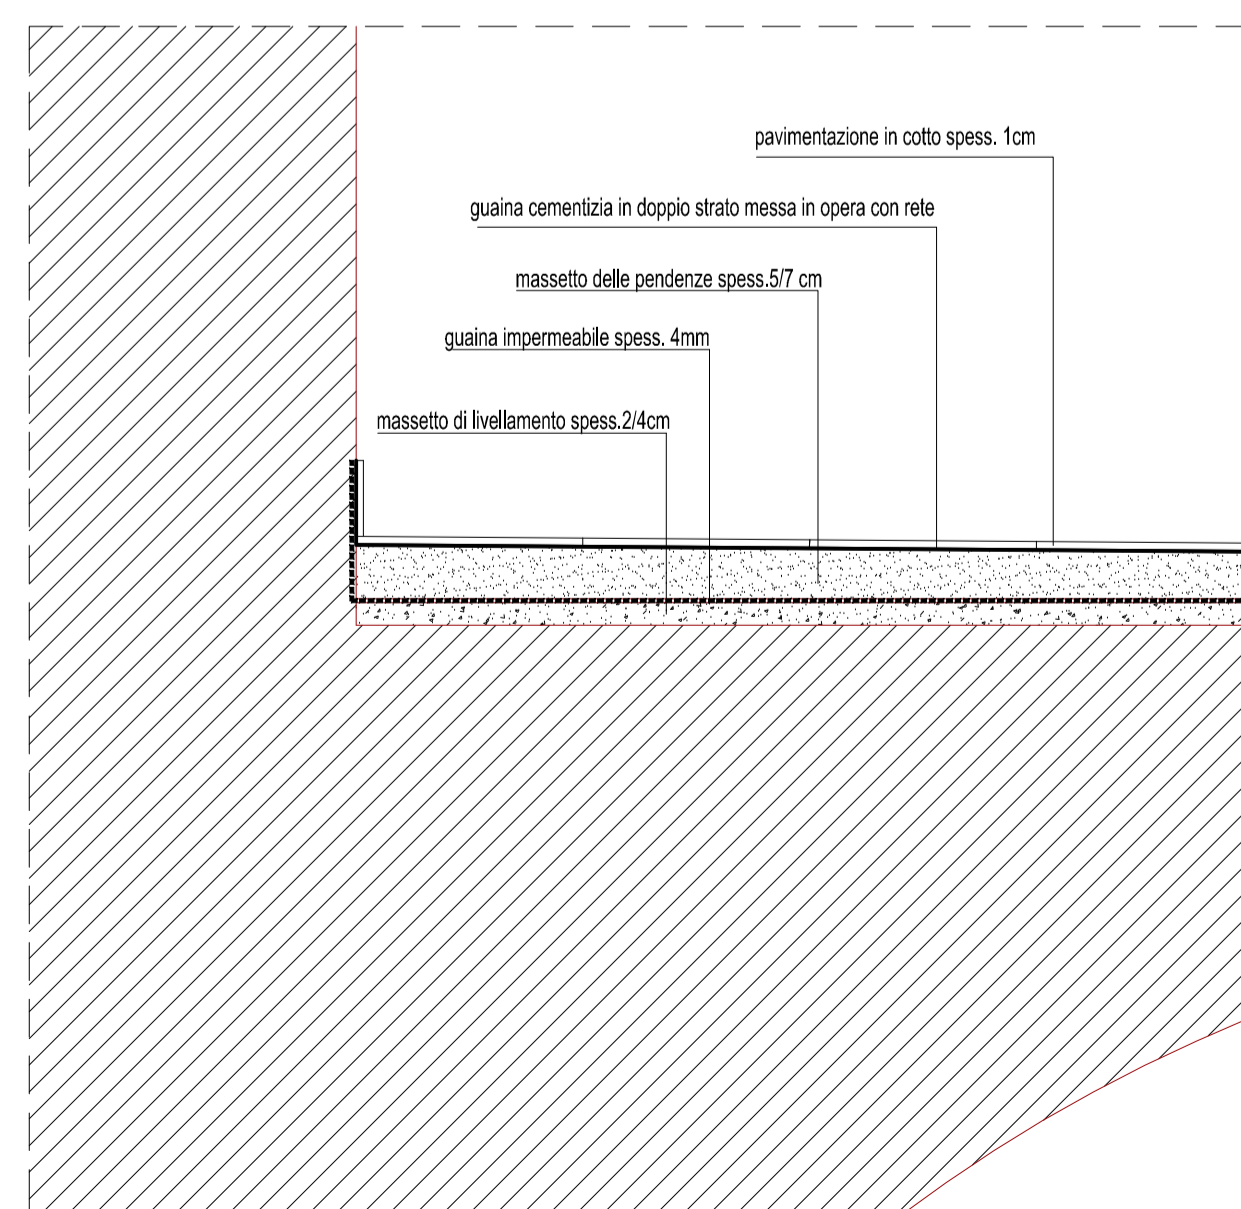 pavimentazione in cotto spess. 1cm
guaina cementizia in doppio strato messa in opera con rete
massetto delle pendenze spess.5/7 cm
guaina impermeabile spess. 4mm
massetto di livellamento spess.2/4cm